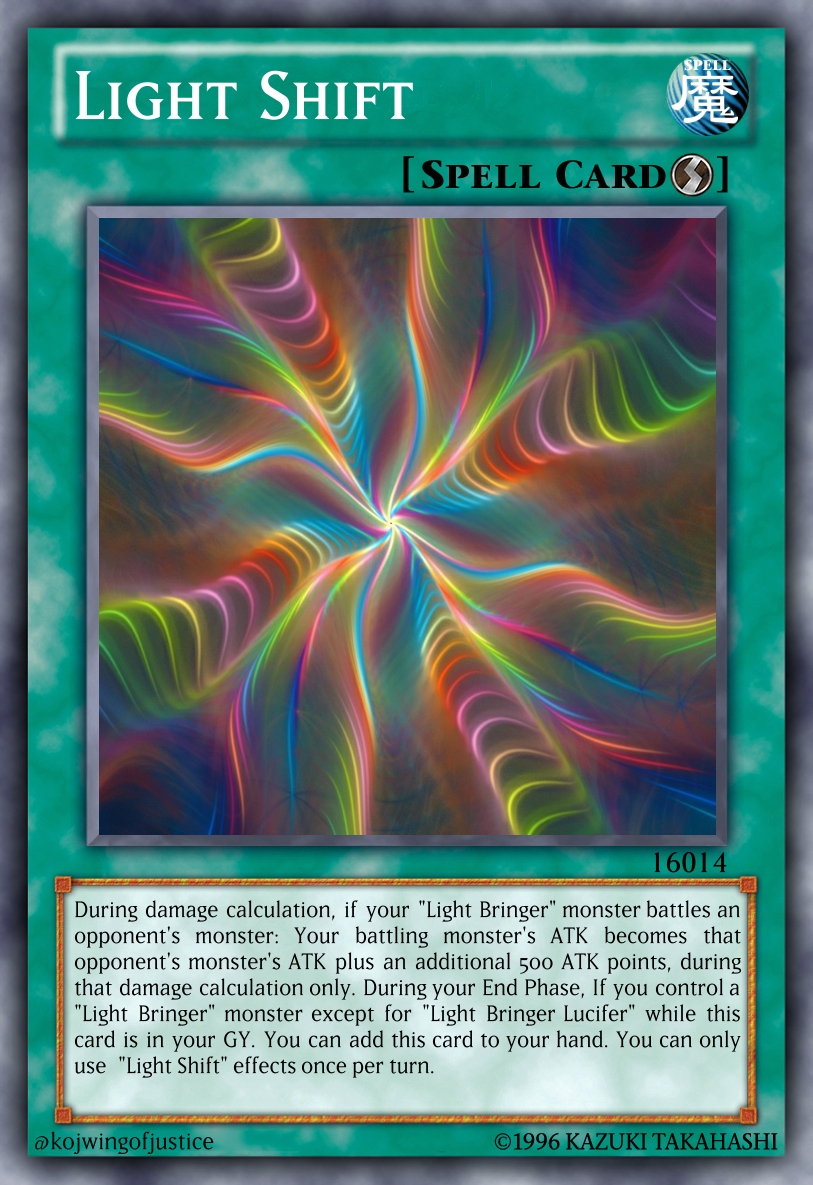 Light Shift
SPELL
魔
[Spell Card]
16014
During damage calculation, if your "Light Bringer" monster battles an
opponent's monster: Your battling monster's ATK becomes that
opponent's monster's ATK plus an additional 500 ATK points, during
that damage calculation only. During your End Phase, If you control a
"Light Bringer" monster except for "Light Bringer Lucifer" while this
card is in your GY. You can add this card to your hand. You can only
use "Light Shift" effects once per turn.
@kojwingofjustice ©1996 KAZUKI TAKAHASHI